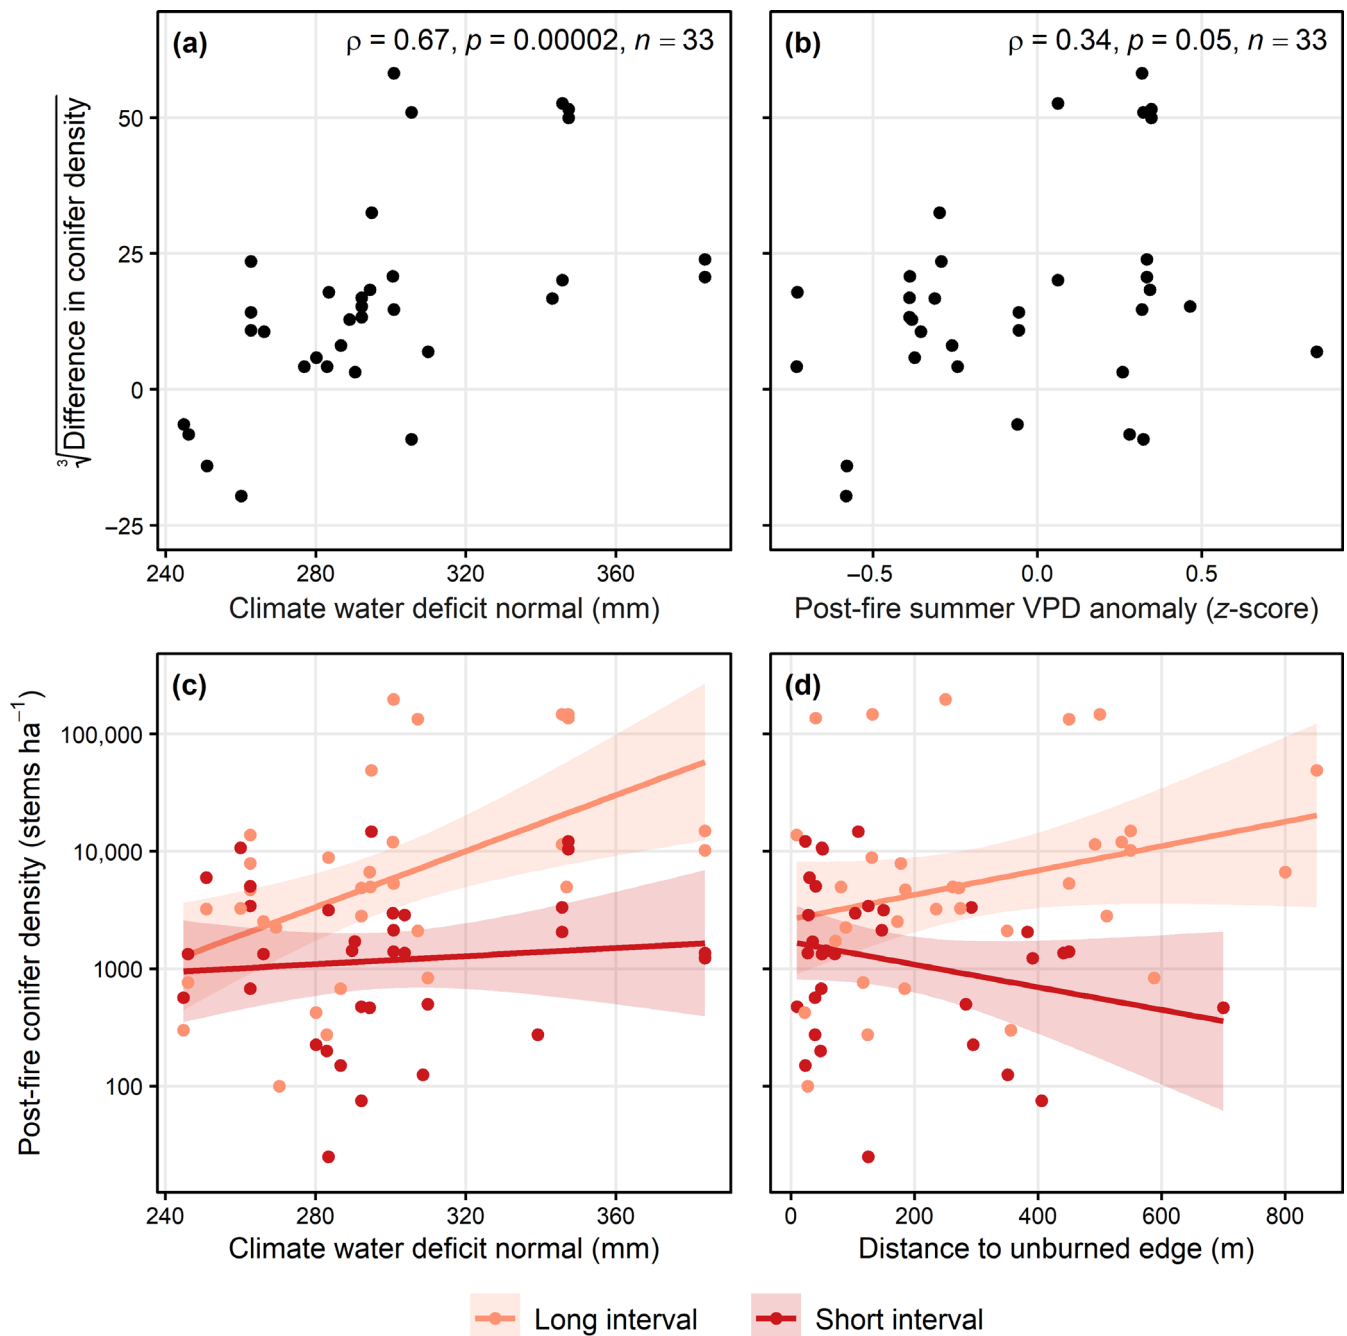 (a)
ρ = 0.67, p = 0.00002, n = 33
∛Difference in conifer density
50
25
0
−25
240 280 320 360
Climate water deficit normal (mm)
(b)
ρ = 0.34, p = 0.05, n = 33
−0.5 0.0 0.5
Post-fire summer VPD anomaly (z-score)
(c)
Post-fire conifer density (stems ha⁻¹)
100,000
10,000
1000
100
240 280 320 360
Climate water deficit normal (mm)
(d)
0 200 400 600 800
Distance to unburned edge (m)
Long interval
Short interval